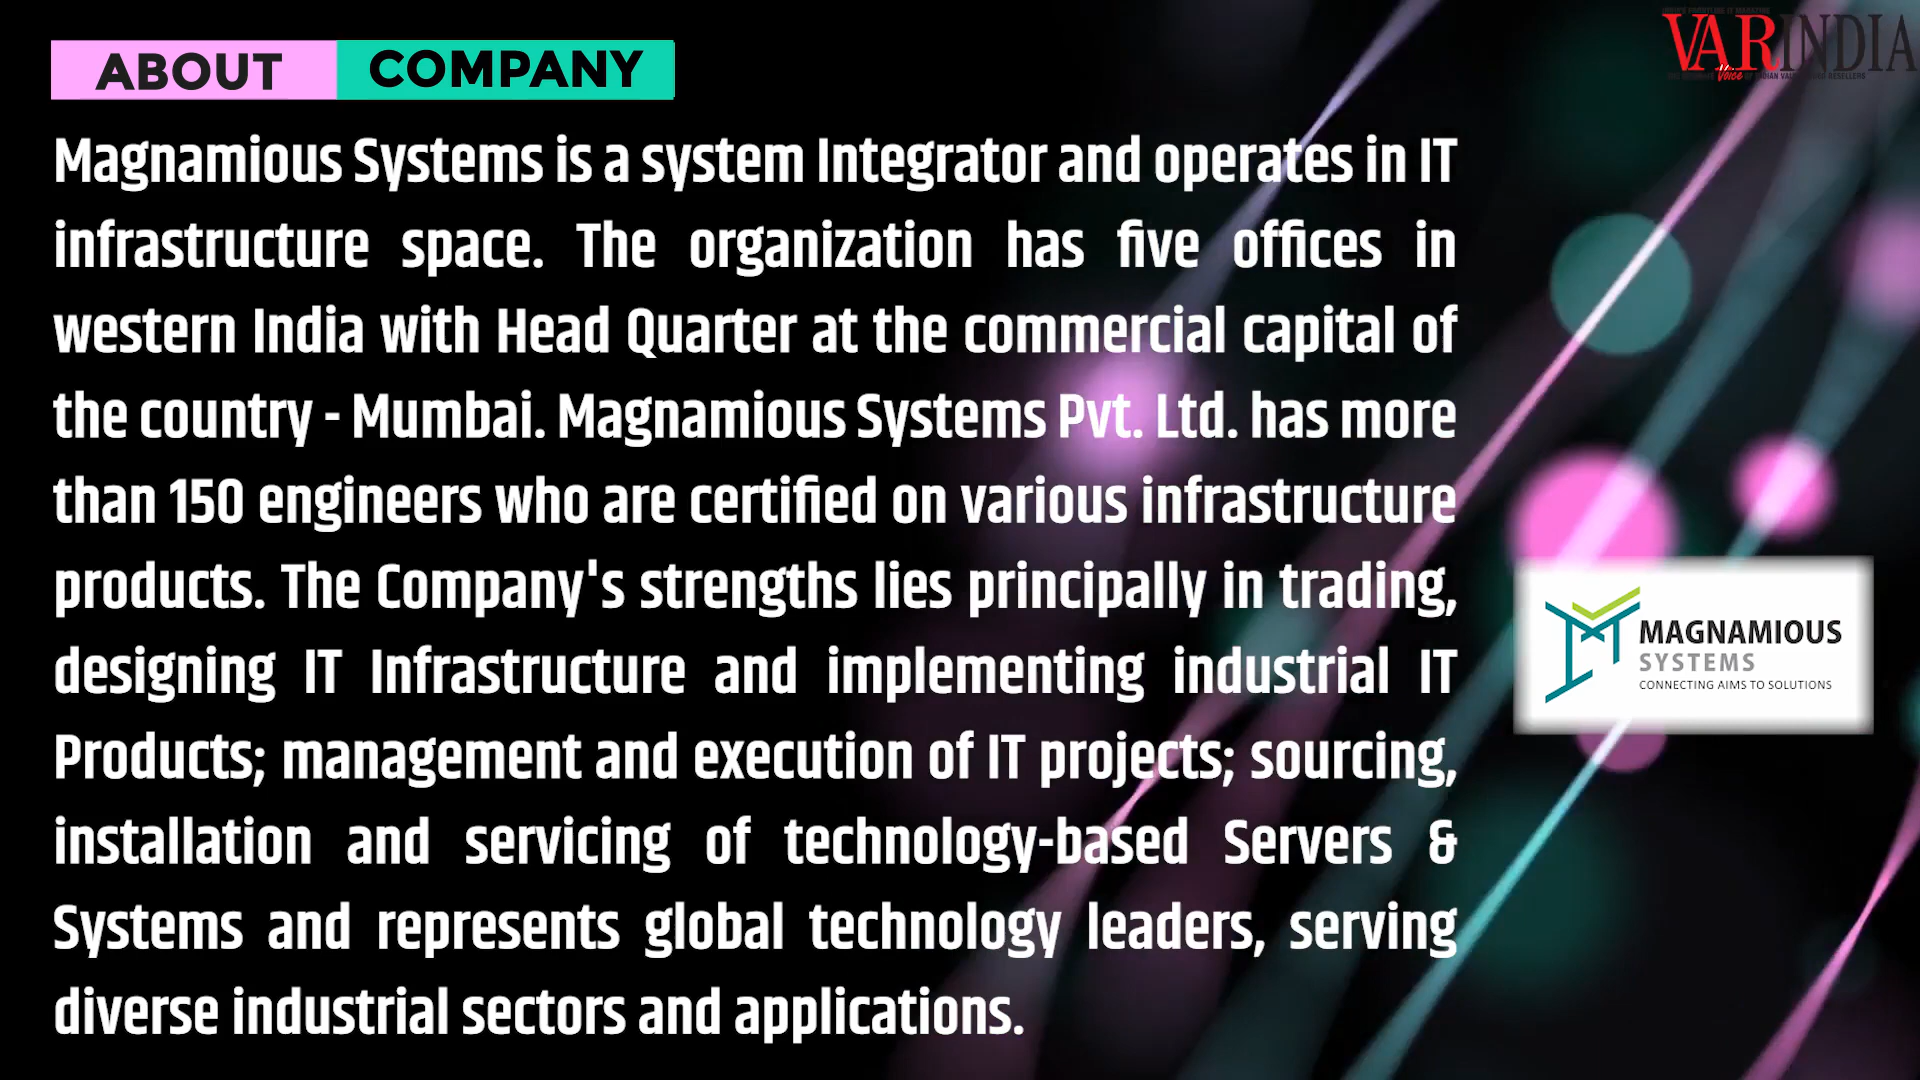 ABOUT COMPANY
VARINDIA
Magnamious Systems is a system Integrator and operates in IT
infrastructure space. The organization has five offices in
western India with Head Quarter at the commercial capital of
the country - Mumbai. Magnamious Systems Pvt. Ltd. has more
than 150 engineers who are certified on various infrastructure
products. The Company's strengths lies principally in trading,
designing IT Infrastructure and implementing industrial IT
Products; management and execution of IT projects; sourcing,
installation and servicing of technology-based Servers &
Systems and represents global technology leaders, serving
diverse industrial sectors and applications.
MAGNAMIOUS
SYSTEMS
CONNECTING AIMS TO SOLUTIONS